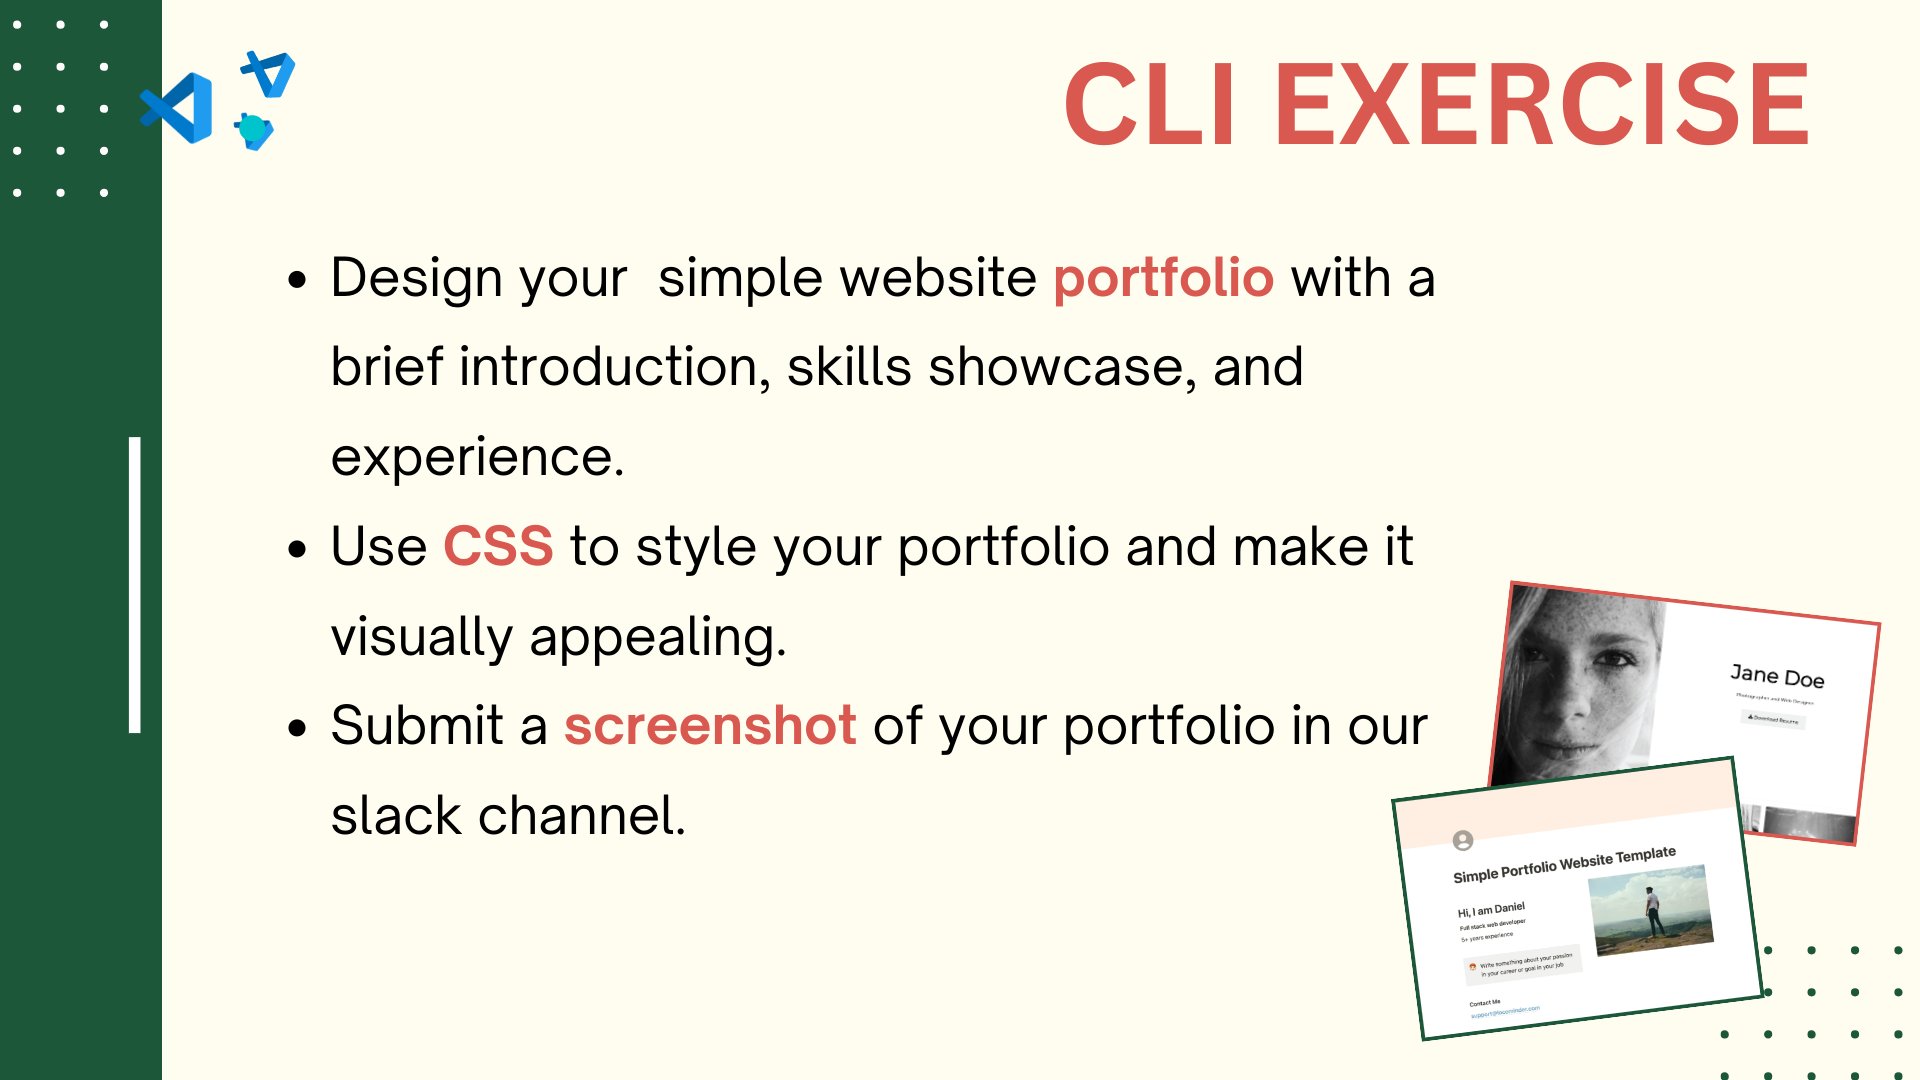 CLI EXERCISE
Design your simple website portfolio with a
brief introduction, skills showcase, and
experience.
Use CSS to style your portfolio and make it
visually appealing.
Submit a screenshot of your portfolio in our
slack channel.
Jane Doe
Photographer and Web Designer
Download Resume
Simple Portfolio Website Template
Hi, I am Daniel
Full stack web developer
5+ years experience
Write something about your passion
in your career or goal in your job
Contact Me